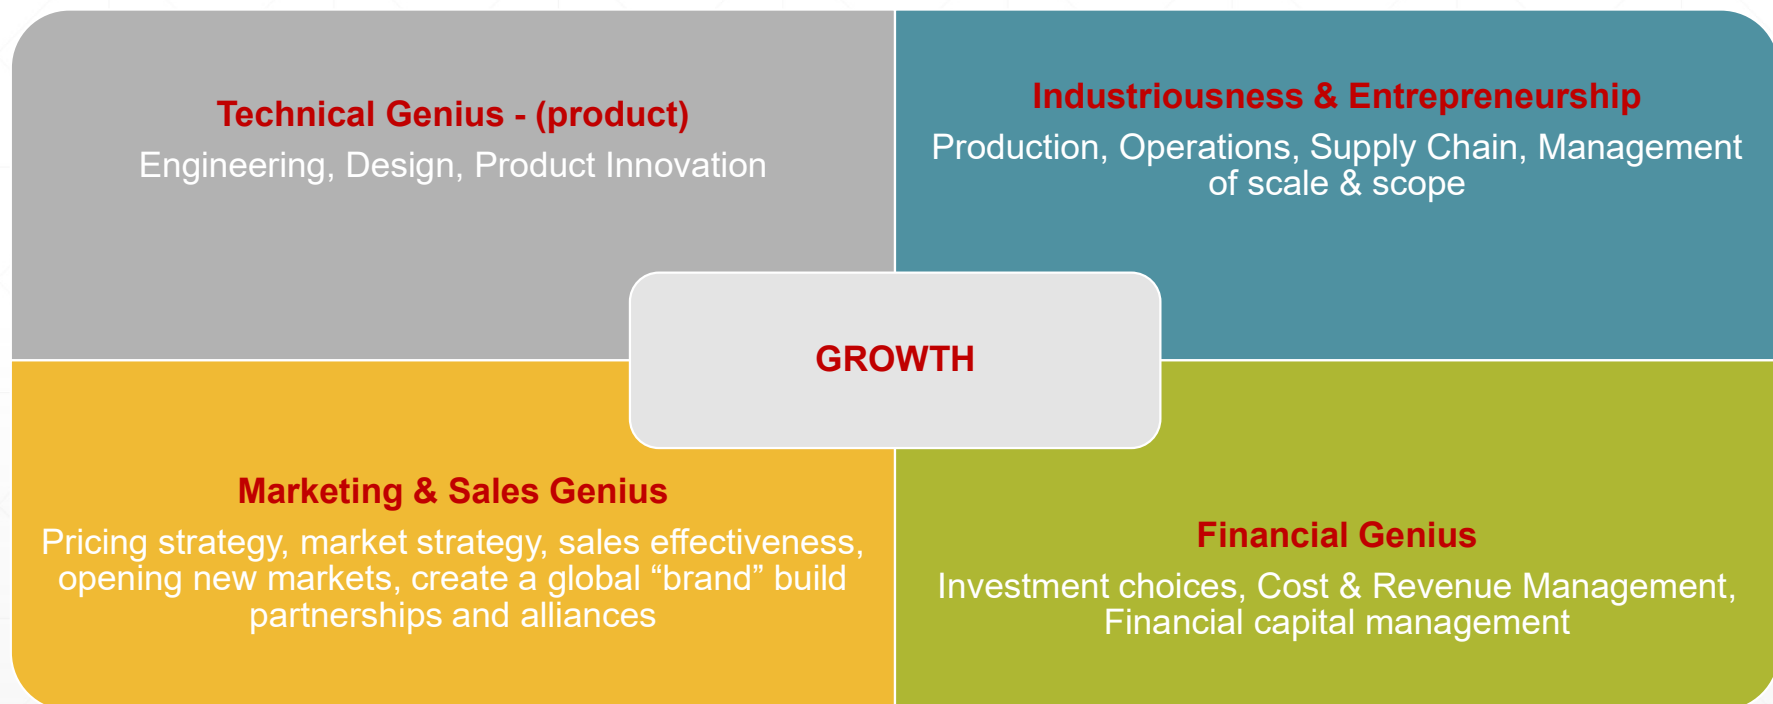 Technical Genius - (product)
Engineering, Design, Product Innovation
Industriousness & Entrepreneurship
Production, Operations, Supply Chain, Management
of scale & scope
GROWTH
Marketing & Sales Genius
Pricing strategy, market strategy, sales effectiveness,
opening new markets, create a global “brand” build
partnerships and alliances
Financial Genius
Investment choices, Cost & Revenue Management,
Financial capital management